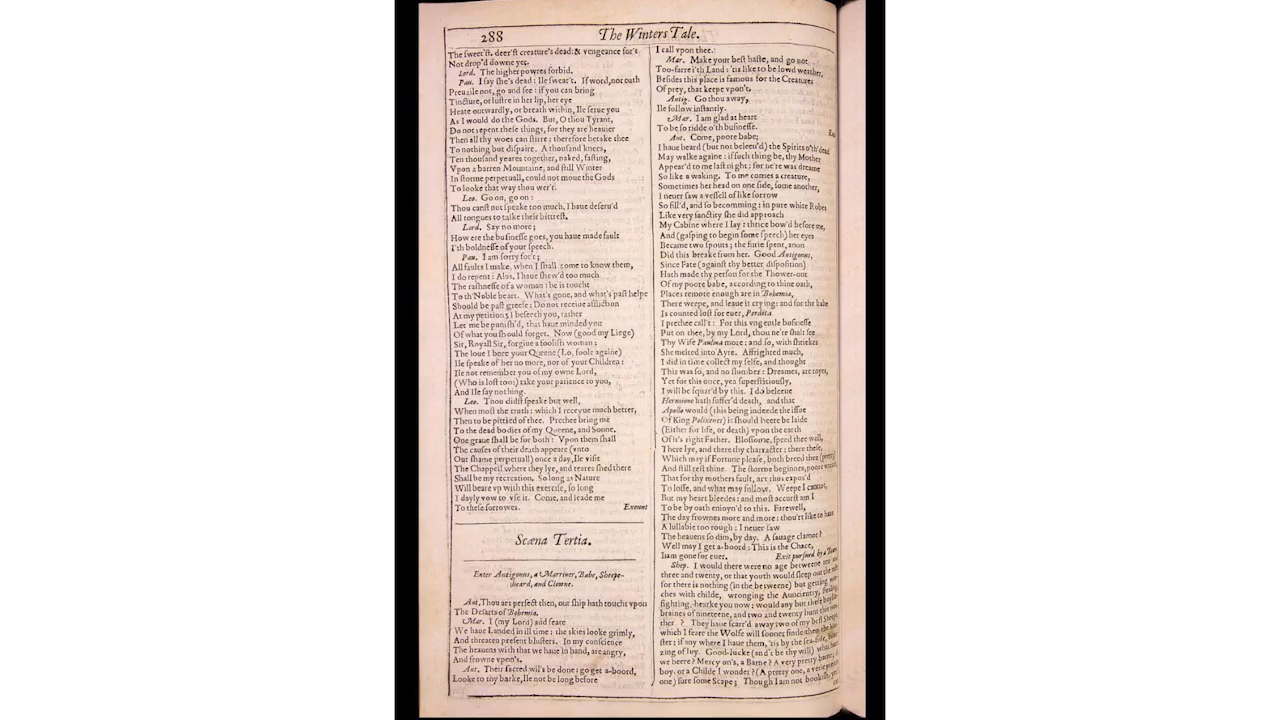 288
The Winters Tale.
The sweet'st, deer'st creature's dead: & vengeance for't
Not drop'd downe yet.
Lord. The higher powres forbid.
Pau. I say she's dead: Ile swear't. If word, nor oath
Preuaile not, go and see: if you can bring
Tincture, or lustre in her lip, her eye
Heate outwardly, or breath within, Ile serue you
As I would do the Gods. But, O thou Tyrant,
Do not repent these things, for they are heauier
Then all thy woes can stirre: therefore betake thee
To nothing but dispaire. A thousand knees,
Ten thousand yeares together, naked, fasting,
Vpon a barren Mountaine, and still Winter
In storme perpetuall, could not moue the Gods
To looke that way thou wer't.
Leo. Go on, go on:
Thou canst not speake too much, I haue deseru'd
All tongues to talke their bittrest.
Lord. Say no more;
How ere the businesse goes, you haue made fault
I'th boldnesse of your speech.
Pau. I am sorry for't;
All faults I make, when I shall come to know them,
I do repent: Alas, I haue shew'd too much
The rashnesse of a woman: he is toucht
To th' Noble heart. What's gone, and what's past helpe
Should be past greefe: Do not receiue affliction
At my petition; I beseech you, rather
Let me be punish'd, that haue minded you
Of what you should forget. Now (good my Liege)
Sir, Royall Sir, forgiue a foolish woman:
The loue I bore your Queene (Lo, foole againe)
Ile speake of her no more, nor of your Children:
Ile not remember you of my owne Lord,
(Who is lost too:) take your patience to you,
And Ile say nothing.
Leo. Thou didst speake but well,
When most the truth: which I receyue much better,
Then to be pittied of thee. Prethee bring me
To the dead bodies of my Queene, and Sonne,
One graue shall be for both: Vpon them shall
The causes of their death appeare (vnto
Our shame perpetuall) once a day, Ile visit
The Chappell where they lye, and teares shed there
Shall be my recreation. So long as Nature
Will beare vp with this exercise, so long
I dayly vow to vse it. Come, and leade me
To these sorrowes. Exeunt
Scæna Tertia.
Enter Antigonus, a Marriner, Babe, Sheepe-
heard, and Clowne.
Ant. Thou art perfect then, our ship hath toucht vpon
The Desarts of Bohemia.
Mar. I (my Lord) and feare
We haue Landed in ill time: the skies looke grimly,
And threaten present blusters. In my conscience
The heauens with that we haue in hand, are angry,
And frowne vpon's.
Ant. Their sacred wil's be done: go get a-boord,
Looke to thy barke, Ile not be long before
I call vpon thee.
Mar. Make your best haste, and go not
Too-farre i'th Land: 'tis like to be lowd weather,
Besides this place is famous for the Creatures
Of prey, that keepe vpon't.
Antig. Go thou away,
Ile follow instantly.
Mar. I am glad at heart
To be so ridde o'th businesse.
Ant. Come, poore babe;
I haue heard (but not beleeu'd) the Spirits o'th' dead
May walke againe: if such thing be, thy Mother
Appear'd to me last night: for ne're was dreame
So like a waking. To me comes a creature,
Sometimes her head on one side, some another,
I neuer saw a vessell of like sorrow
So fill'd, and so becomming: in pure white Robes
Like very sanctity she did approach
My Cabine where I lay: thrice bow'd before me,
And (gasping to begin some speech) her eyes
Became two spouts; the furie spent, anon
Did this breake from her. Good Antigonus,
Since Fate (against thy better disposition)
Hath made thy person for the Thower-out
Of my poore babe, according to thine oath,
Places remote enough are in Bohemia,
There weepe, and leaue it crying: and for the babe
Is counted lost for euer, Perdita
I prethee call't: For this vngentle businesse
Put on thee, by my Lord, thou ne're shalt see
Thy Wife Paulina more: and so, with shriekes
She melted into Ayre. Affrighted much,
I did in time collect my selfe, and thought
This was so, and no slumber: Dreames, are toyes,
Yet for this once, yea superstitiously,
I will be squar'd by this. I do beleeue
Hermione hath suffer'd death, and that
Apollo would (this being indeede the issue
Of King Polixenes) it should heere be laide
(Either for life, or death) vpon the earth
Of it's right Father. Blossome, speed thee well,
There lye, and there thy charracter: there these,
Which may if Fortune please, both breed thee (pretty)
And still rest thine. The storme beginnes, poore wretch,
That for thy mothers fault, art thus expos'd
To losse, and what may follow. Weepe I cannot,
But my heart bleedes: and most accurst am I
To be by oath enioyn'd to this. Farewell,
The day frownes more and more: thou'rt like to haue
A lullabie too rough: I neuer saw
The heauens so dim, by day. A sauage clamor?
Well may I get a-boord: This is the Chace,
I am gone for euer. Exit pursued by a Beare.
Shep. I would there were no age betweene ten and
three and twenty, or that youth would sleep out the rest:
for there is nothing (in the betweene) but getting wen-
ches with childe, wronging the Auncientry, stealing
fighting, hearke you now: would any but these boylde-
braines of nineteene, and two and twenty hunt this wea-
ther? They haue scarr'd away two of my best Sheepe,
which I feare the Wolfe will sooner finde then the
ster; if any where I haue them, 'tis by the sea-side, brou-
zing of Iuy. Good-lucke (and't be thy will) what haue
we heere? Mercy on's, a Barne? A very pretty barne; A
boy, or a Childe I wonder? (A pretty one, a verie prettie
one) sure some Scape; Though I am not bookish, yet